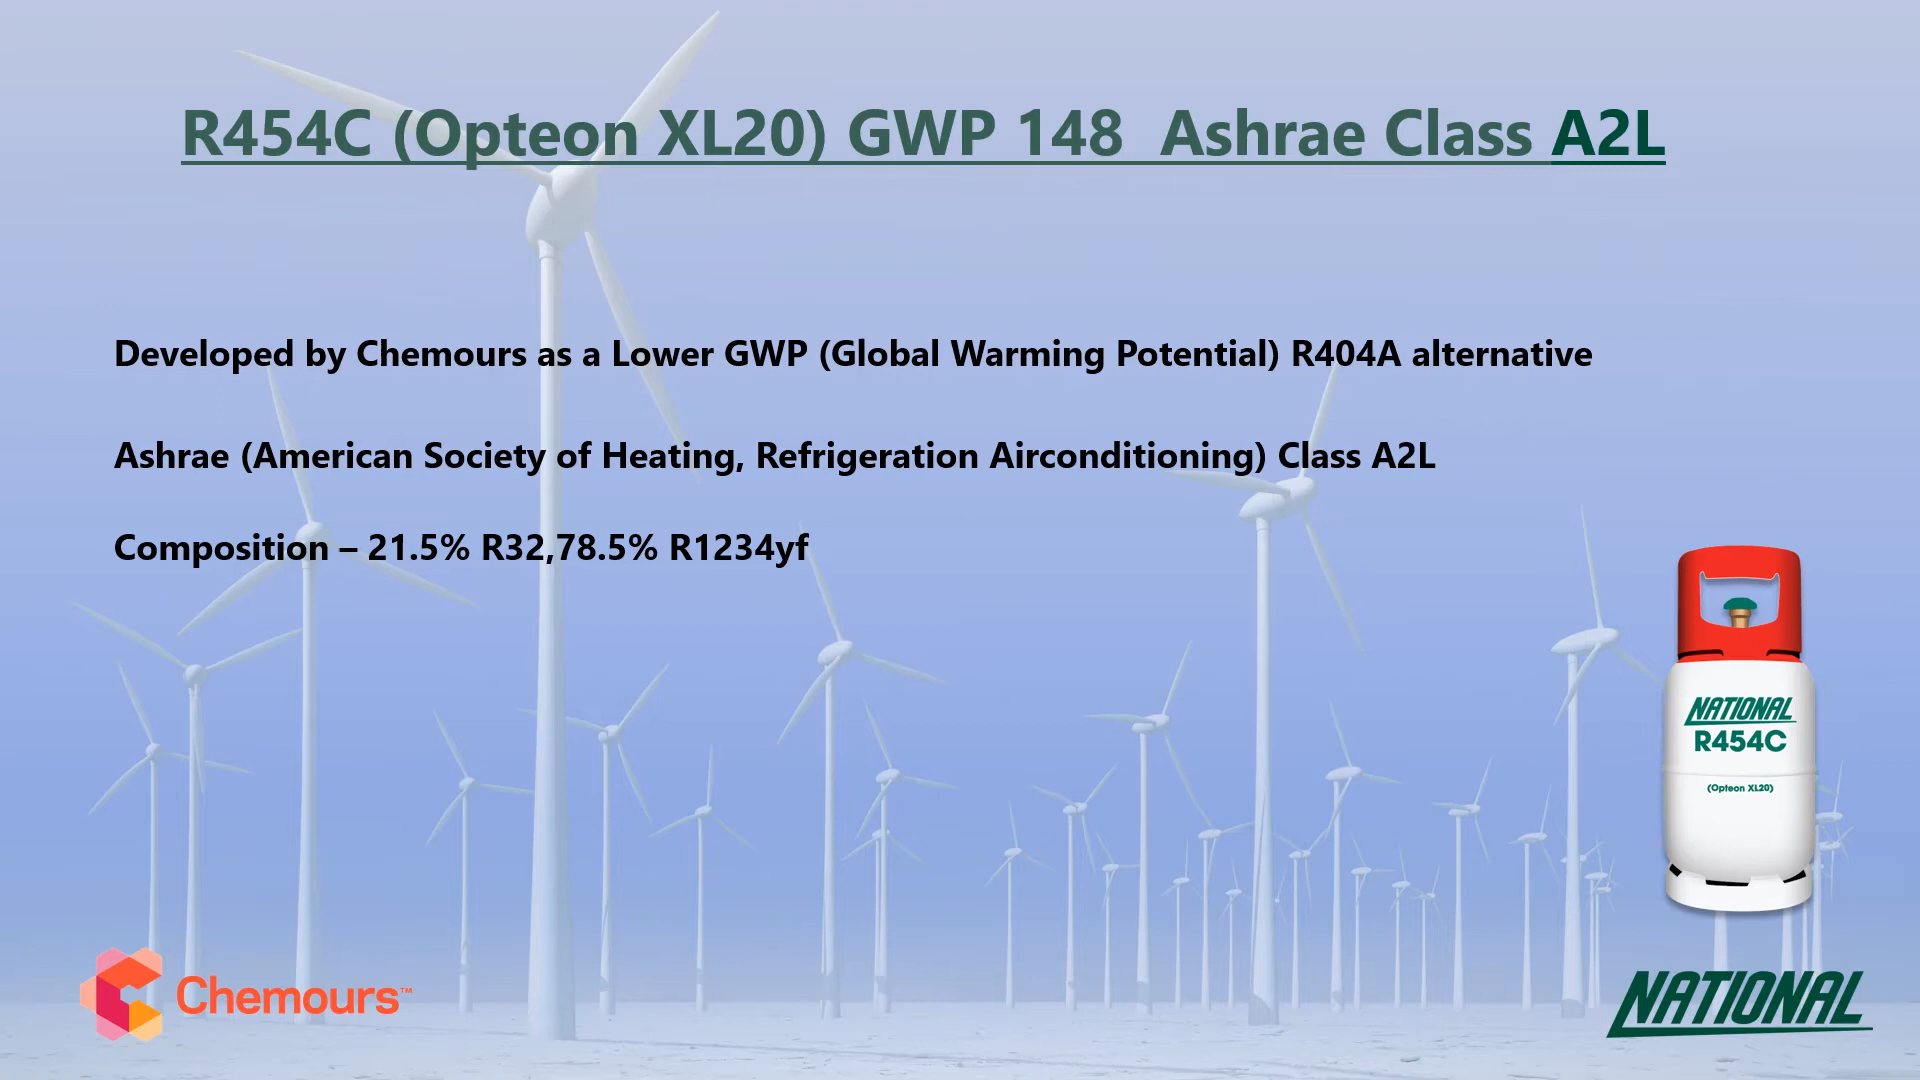 R454C (Opteon XL20) GWP 148  Ashrae Class A2L
Developed by Chemours as a Lower GWP (Global Warming Potential) R404A alternative
Ashrae (American Society of Heating, Refrigeration Airconditioning) Class A2L
Composition – 21.5% R32,78.5% R1234yf
NATIONAL
R454C
(Opteon XL20)
Chemours™
NATIONAL